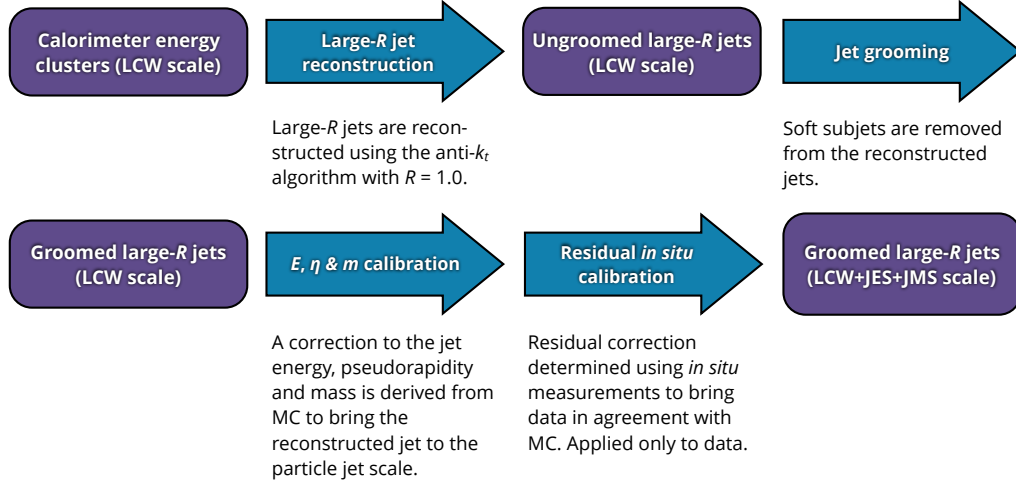 Calorimeter energy
clusters (LCW scale)
Large-R jet
reconstruction
Ungroomed large-R jets
(LCW scale)
Jet grooming
Large-R jets are recon-
structed using the anti-kt
algorithm with R = 1.0.
Soft subjets are removed
from the reconstructed
jets.
Groomed large-R jets
(LCW scale)
E, η & m calibration
Residual in situ
calibration
Groomed large-R jets
(LCW+JES+JMS scale)
A correction to the jet
energy, pseudorapidity
and mass is derived from
MC to bring the
reconstructed jet to the
particle jet scale.
Residual correction
determined using in situ
measurements to bring
data in agreement with
MC. Applied only to data.